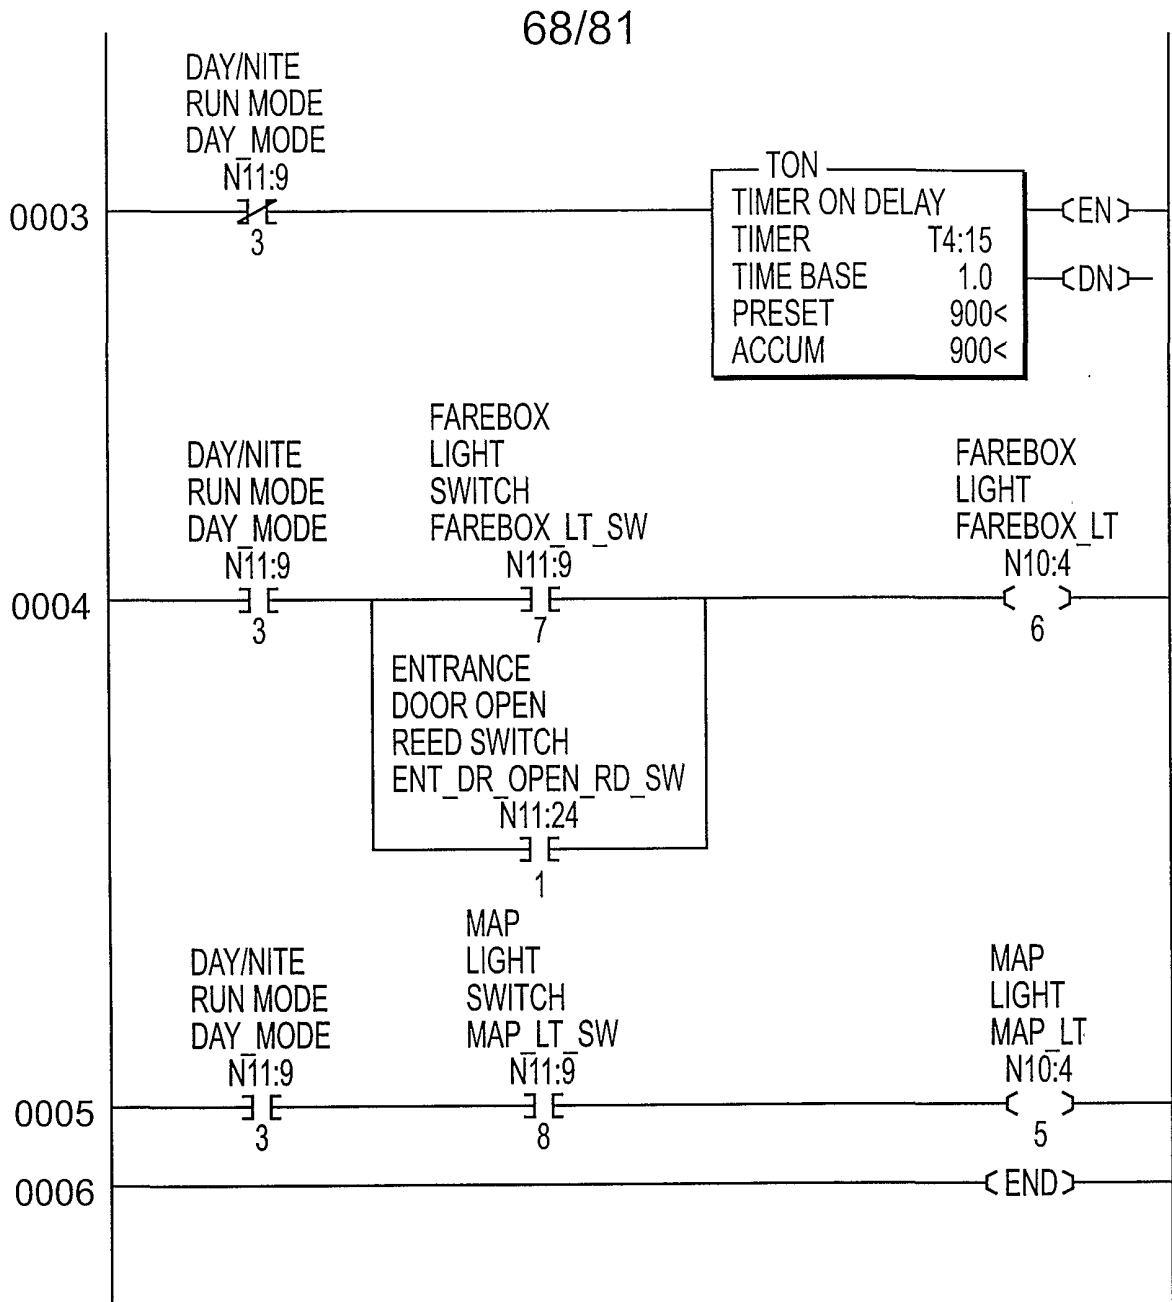 68/81
DAY/NITE
RUN MODE
DAY_MODE
N11:9
0003
3
TON
TIMER ON DELAY
TIMER T4:15
TIME BASE 1.0
PRESET 900<
ACCUM 900<
EN
DN
DAY/NITE
RUN MODE
DAY_MODE
N11:9
0004
3
FAREBOX
LIGHT
SWITCH
FAREBOX_LT_SW
N11:9
7
FAREBOX
LIGHT
FAREBOX_LT
N10:4
6
ENTRANCE
DOOR OPEN
REED SWITCH
ENT_DR_OPEN_RD_SW
N11:24
1
DAY/NITE
RUN MODE
DAY_MODE
N11:9
0005
3
MAP
LIGHT
SWITCH
MAP_LT_SW
N11:9
8
MAP
LIGHT
MAP_LT
N10:4
5
0006
END